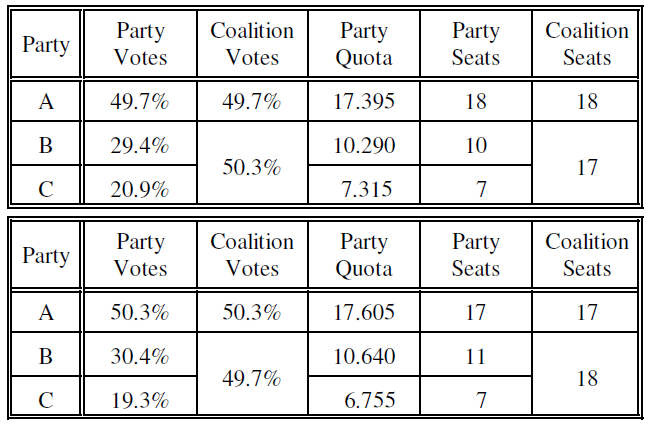 Party Party Votes Coalition Votes Party Quota Party Seats Coalition Seats
A 49.7% 49.7% 17.395 18 18
B 29.4% 50.3% 10.290 10 17
C 20.9% 7.315 7
Party Party Votes Coalition Votes Party Quota Party Seats Coalition Seats
A 50.3% 50.3% 17.605 17 17
B 30.4% 49.7% 10.640 11 18
C 19.3% 6.755 7